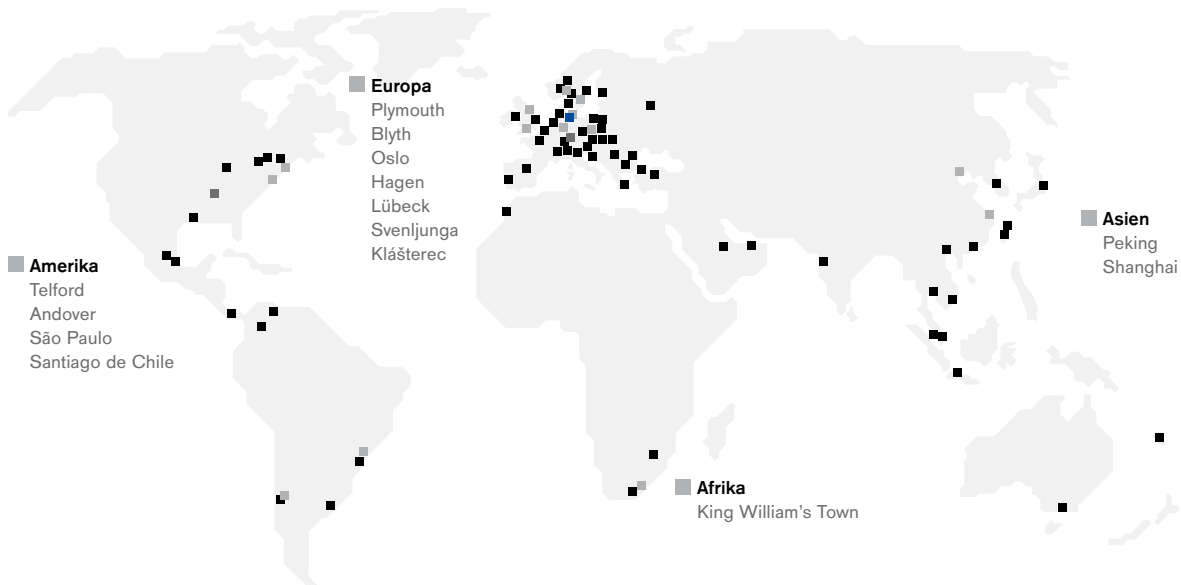 Europa
Plymouth
Blyth
Oslo
Hagen
Lübeck
Svenljunga
Klášterec
Amerika
Telford
Andover
São Paulo
Santiago de Chile
Asien
Peking
Shanghai
Afrika
King William's Town